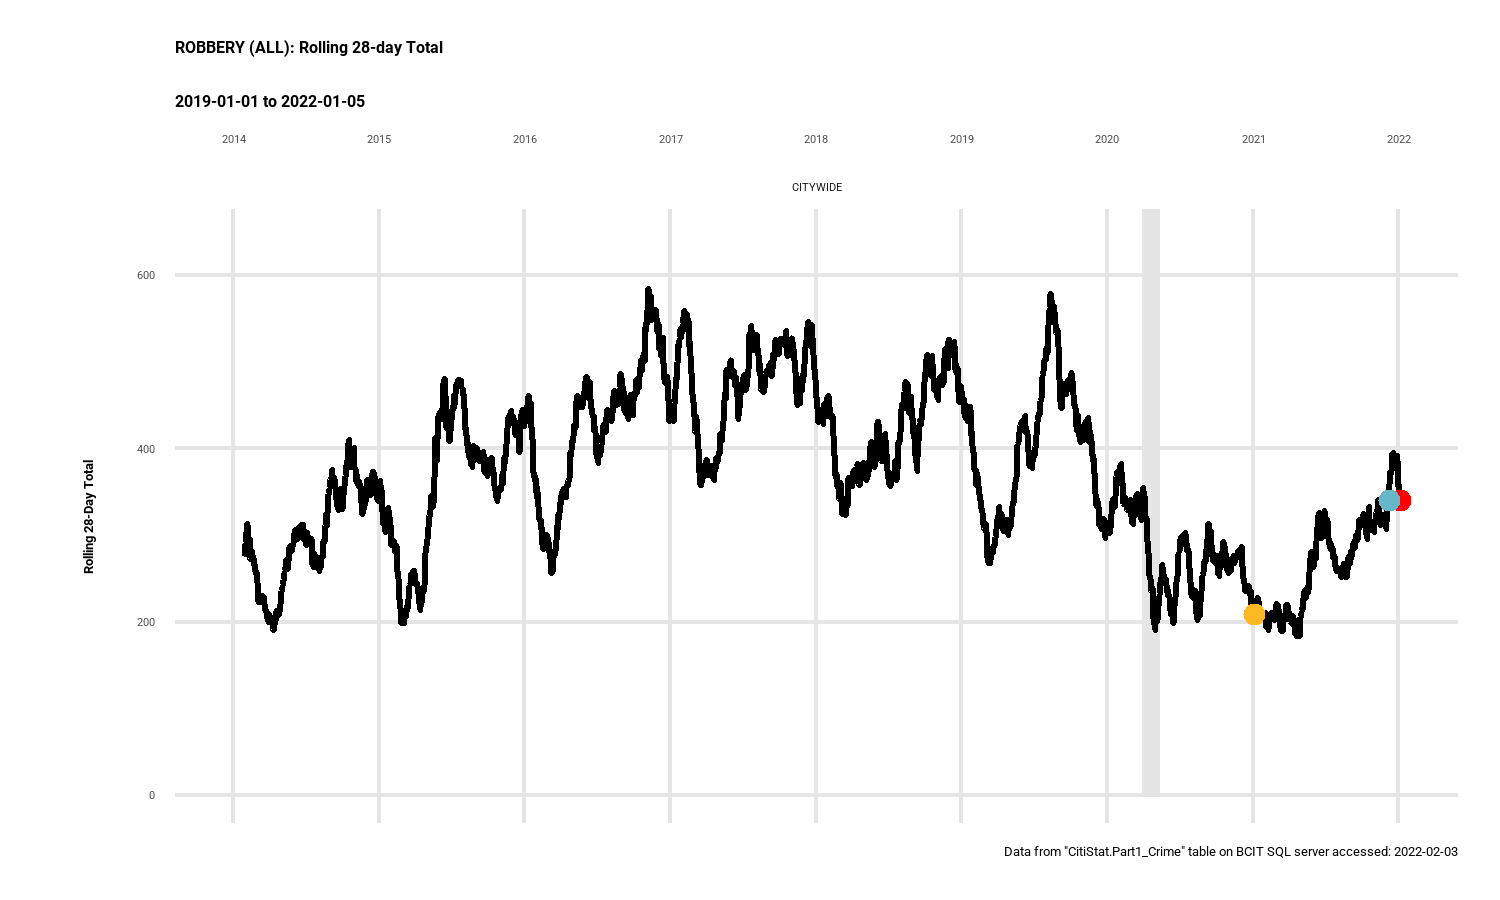 ROBBERY (ALL): Rolling 28-day Total
2019-01-01 to 2022-01-05
2014 2015 2016 2017 2018 2019 2020 2021 2022
CITYWIDE
600
400
200
0
Rolling 28-Day Total
Data from "CitiStat.Part1_Crime" table on BCIT SQL server accessed: 2022-02-03